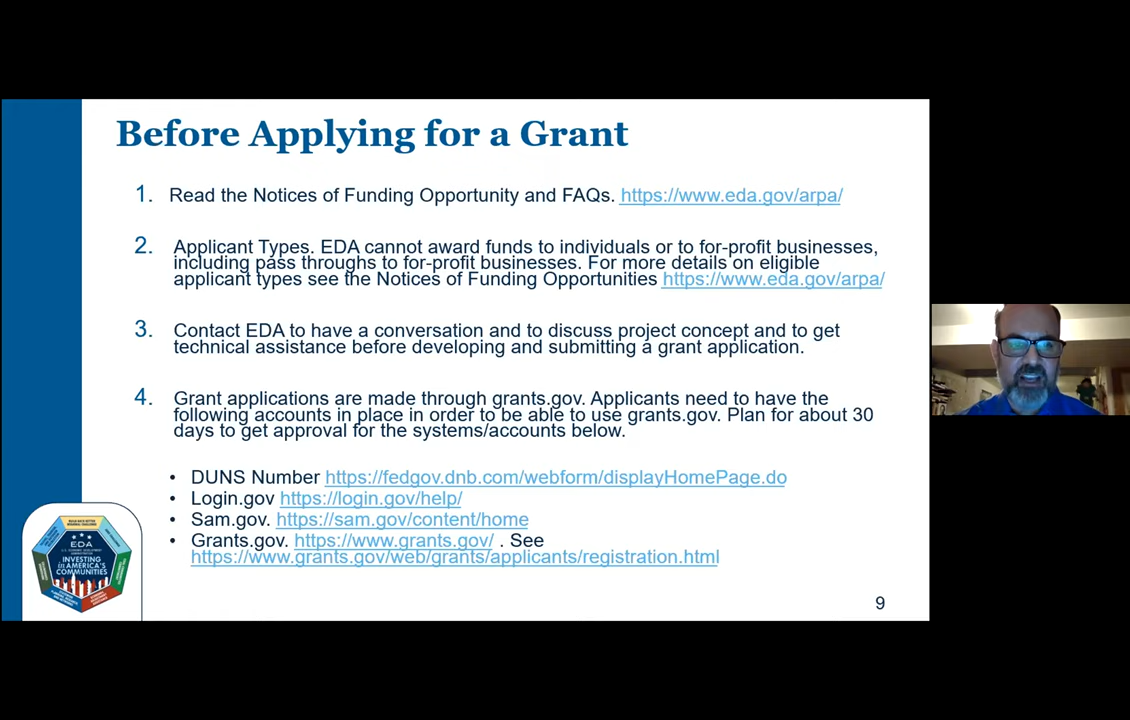 Before Applying for a Grant
1. Read the Notices of Funding Opportunity and FAQs. https://www.eda.gov/arpa/
2. Applicant Types. EDA cannot award funds to individuals or to for-profit businesses,
including pass throughs to for-profit businesses. For more details on eligible
applicant types see the Notices of Funding Opportunities https://www.eda.gov/arpa/
3. Contact EDA to have a conversation and to discuss project concept and to get
technical assistance before developing and submitting a grant application.
4. Grant applications are made through grants.gov. Applicants need to have the
following accounts in place in order to be able to use grants.gov. Plan for about 30
days to get approval for the systems/accounts below.
• DUNS Number https://fedgov.dnb.com/webform/displayHomePage.do
• Login.gov https://login.gov/help/
• Sam.gov. https://sam.gov/content/home
• Grants.gov. https://www.grants.gov/ . See
https://www.grants.gov/web/grants/applicants/registration.html
EDA
INVESTING
in AMERICA'S
COMMUNITIES
9